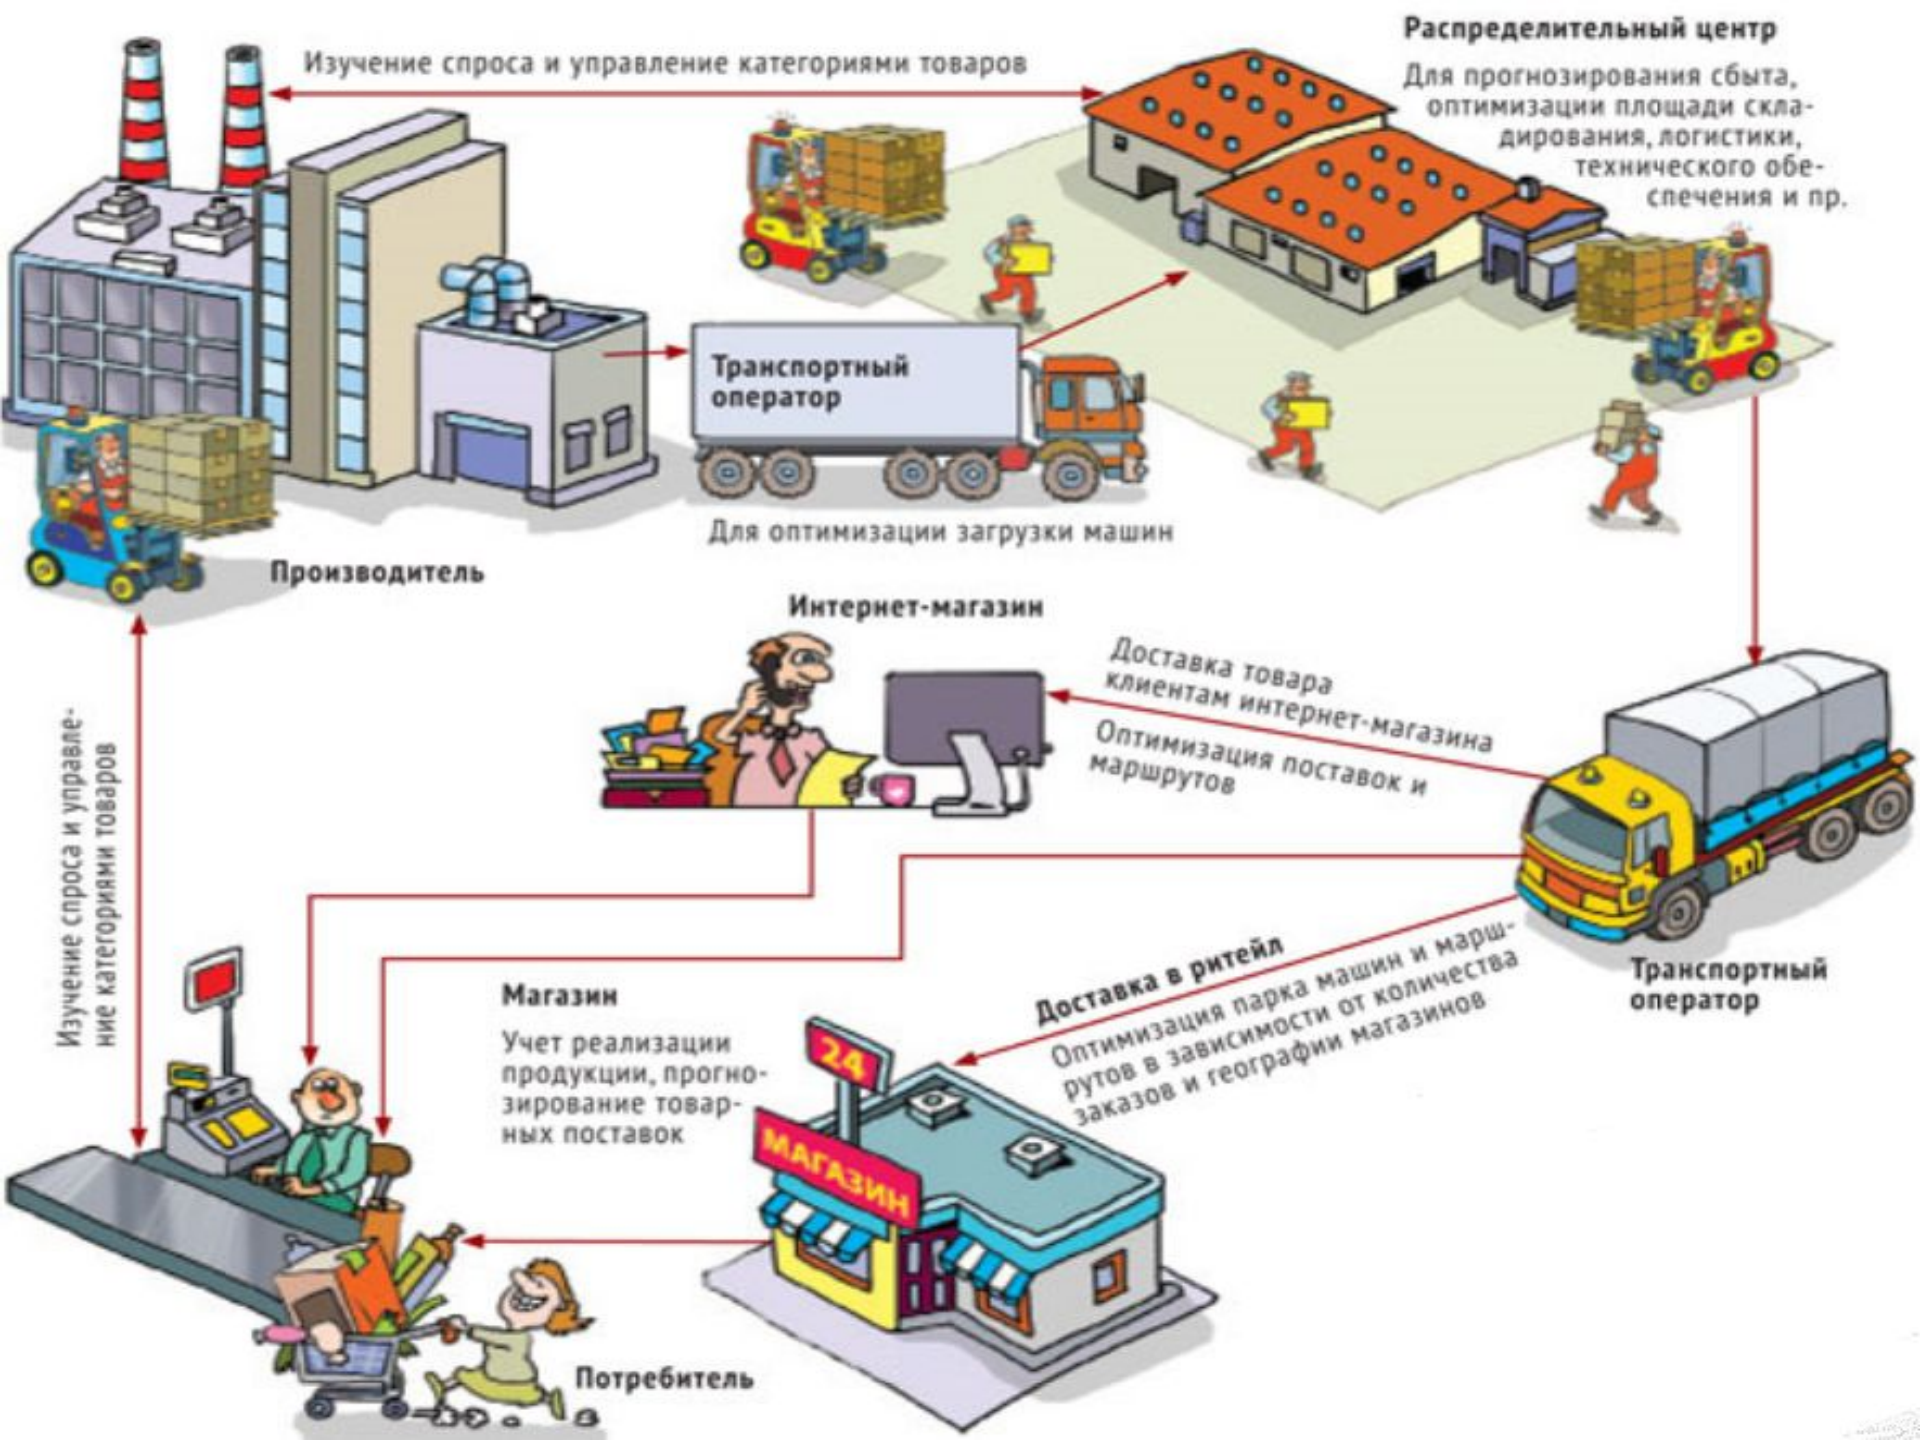 Изучение спроса и управление категориями товаров
Распределительный центр
Для прогнозирования сбыта,
оптимизации площади скла-
дирования, логистики,
технического обе-
спечения и пр.
Транспортный
оператор
Для оптимизации загрузки машин
Производитель
Интернет-магазин
Доставка товара
клиентам интернет-магазина
Оптимизация поставок и
маршрутов
Изучение спроса и управле-
ние категориями товаров
Транспортный
оператор
Доставка в ритейл
Оптимизация парка машин и марш-
рутов в зависимости от количества
заказов и географии магазинов
Магазин
Учет реализации
продукции, прогно-
зирование товар-
ных поставок
24
МАГАЗИН
Потребитель